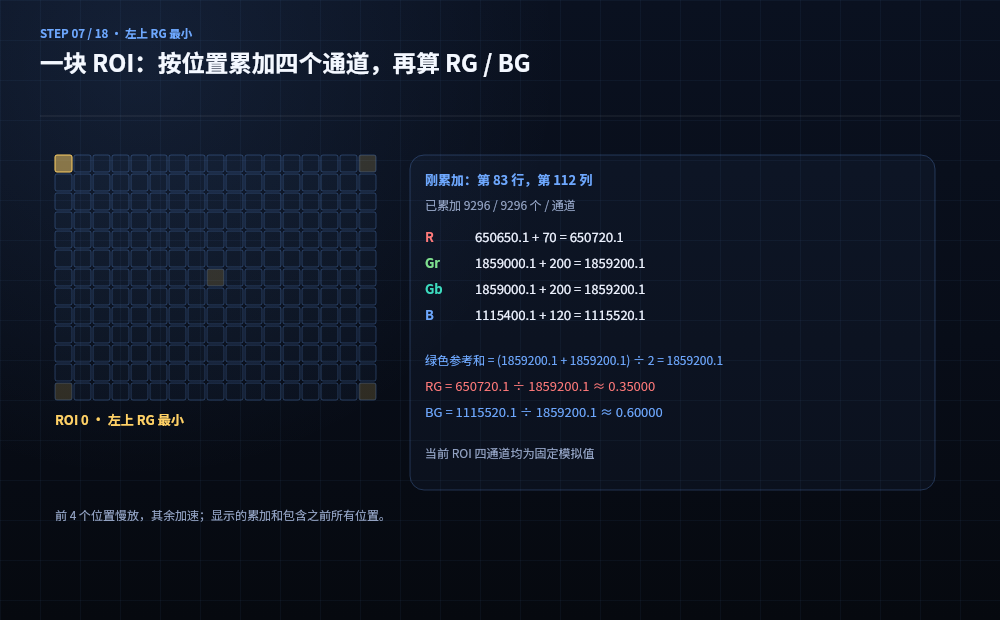 STEP 07 / 18 · 左上 RG 最小
一块 ROI：按位置累加四个通道，再算 RG / BG
刚累加：第 83 行，第 112 列
已累加 9296 / 9296 个 / 通道
R 650650.1 + 70 = 650720.1
Gr 1859000.1 + 200 = 1859200.1
Gb 1859000.1 + 200 = 1859200.1
B 1115400.1 + 120 = 1115520.1
绿色参考和 = (1859200.1 + 1859200.1) ÷ 2 = 1859200.1
RG = 650720.1 ÷ 1859200.1 ≈ 0.35000
BG = 1115520.1 ÷ 1859200.1 ≈ 0.60000
当前 ROI 四通道均为固定模拟值
ROI 0 · 左上 RG 最小
前 4 个位置慢放，其余加速；显示的累加和包含之前所有位置。